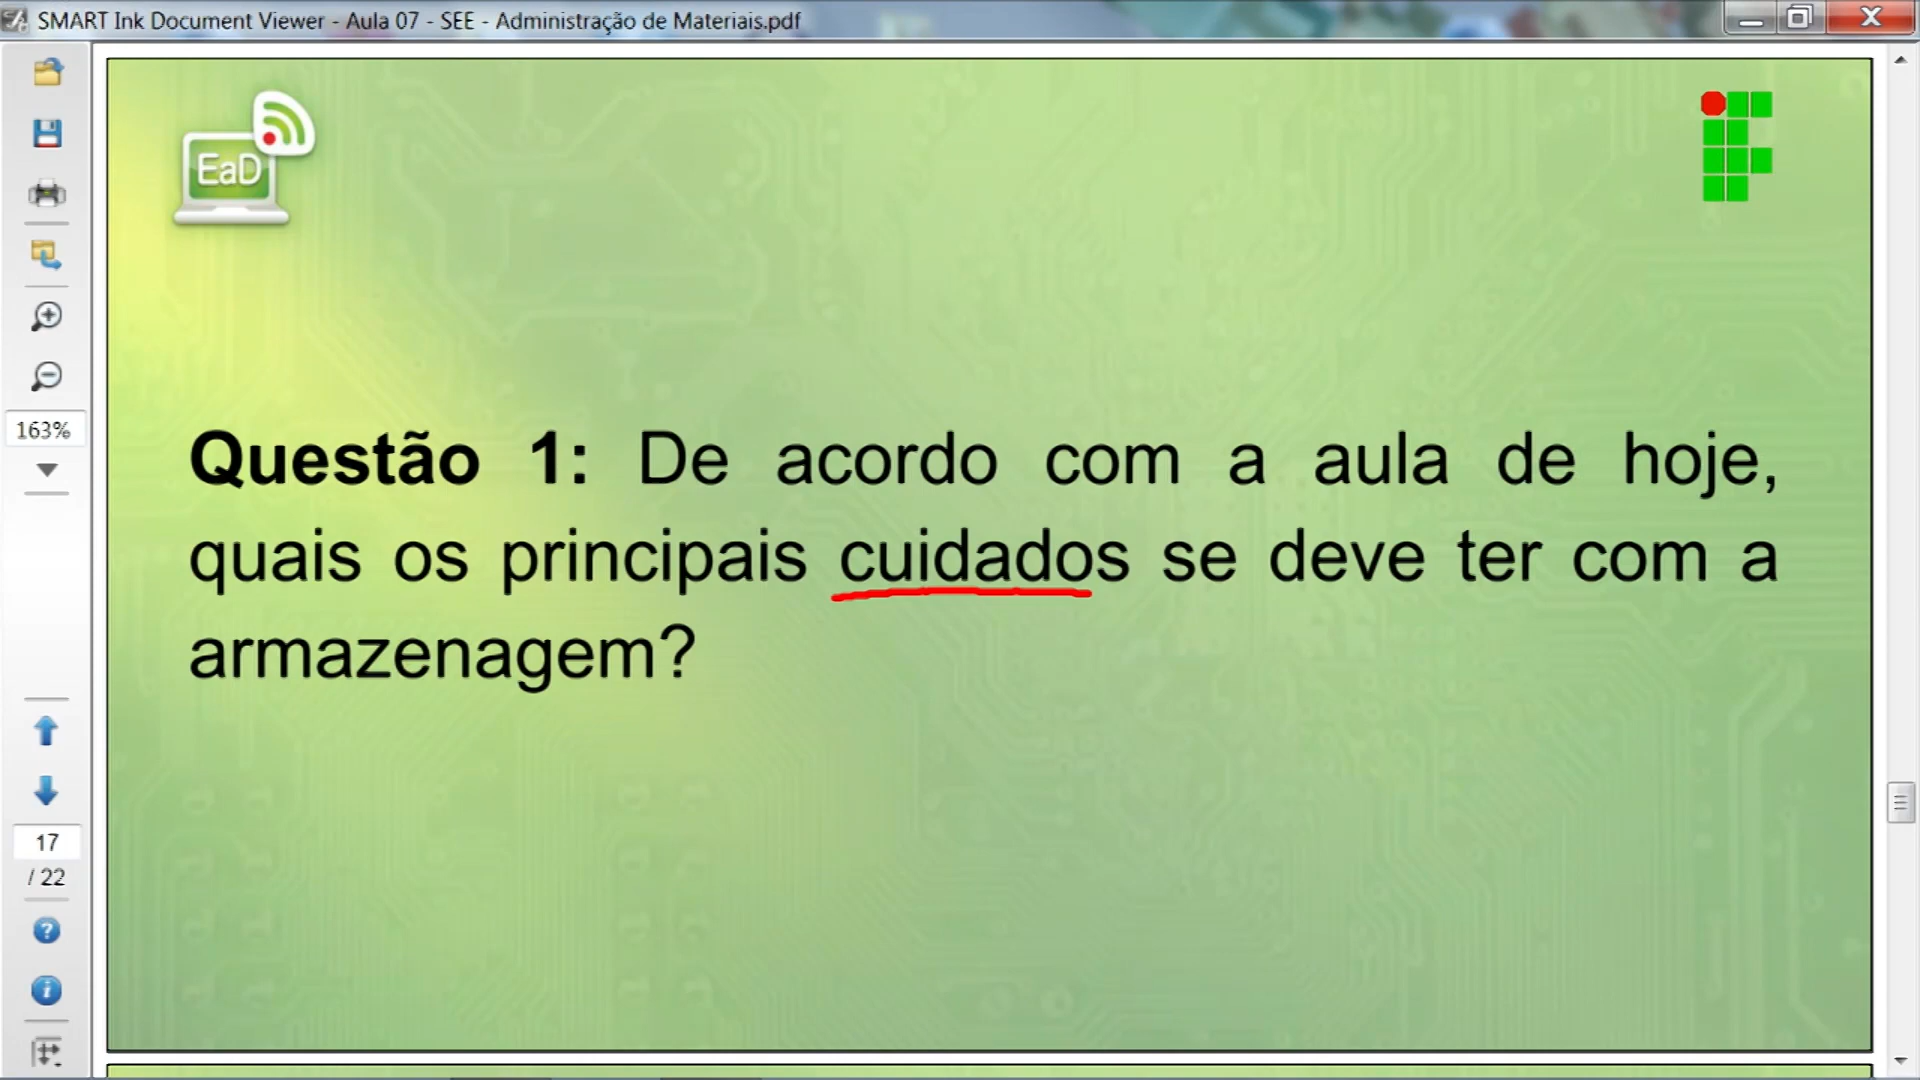 SMART Ink Document Viewer - Aula 07 - SEE - Administração de Materiais.pdf
EaD
163%
Questão 1: De acordo com a aula de hoje,
quais os principais cuidados se deve ter com a
armazenagem?
17
/ 22